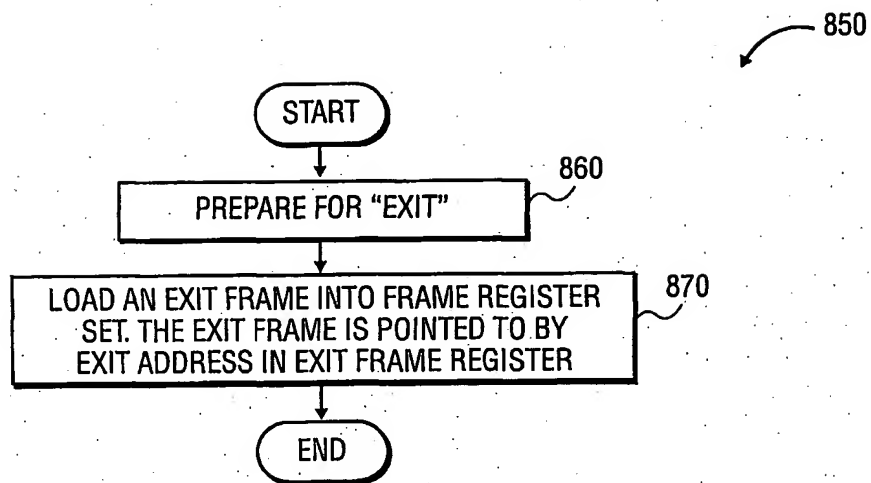 850
START
860
PREPARE FOR "EXIT"
870
LOAD AN EXIT FRAME INTO FRAME REGISTER
SET. THE EXIT FRAME IS POINTED TO BY
EXIT ADDRESS IN EXIT FRAME REGISTER
END